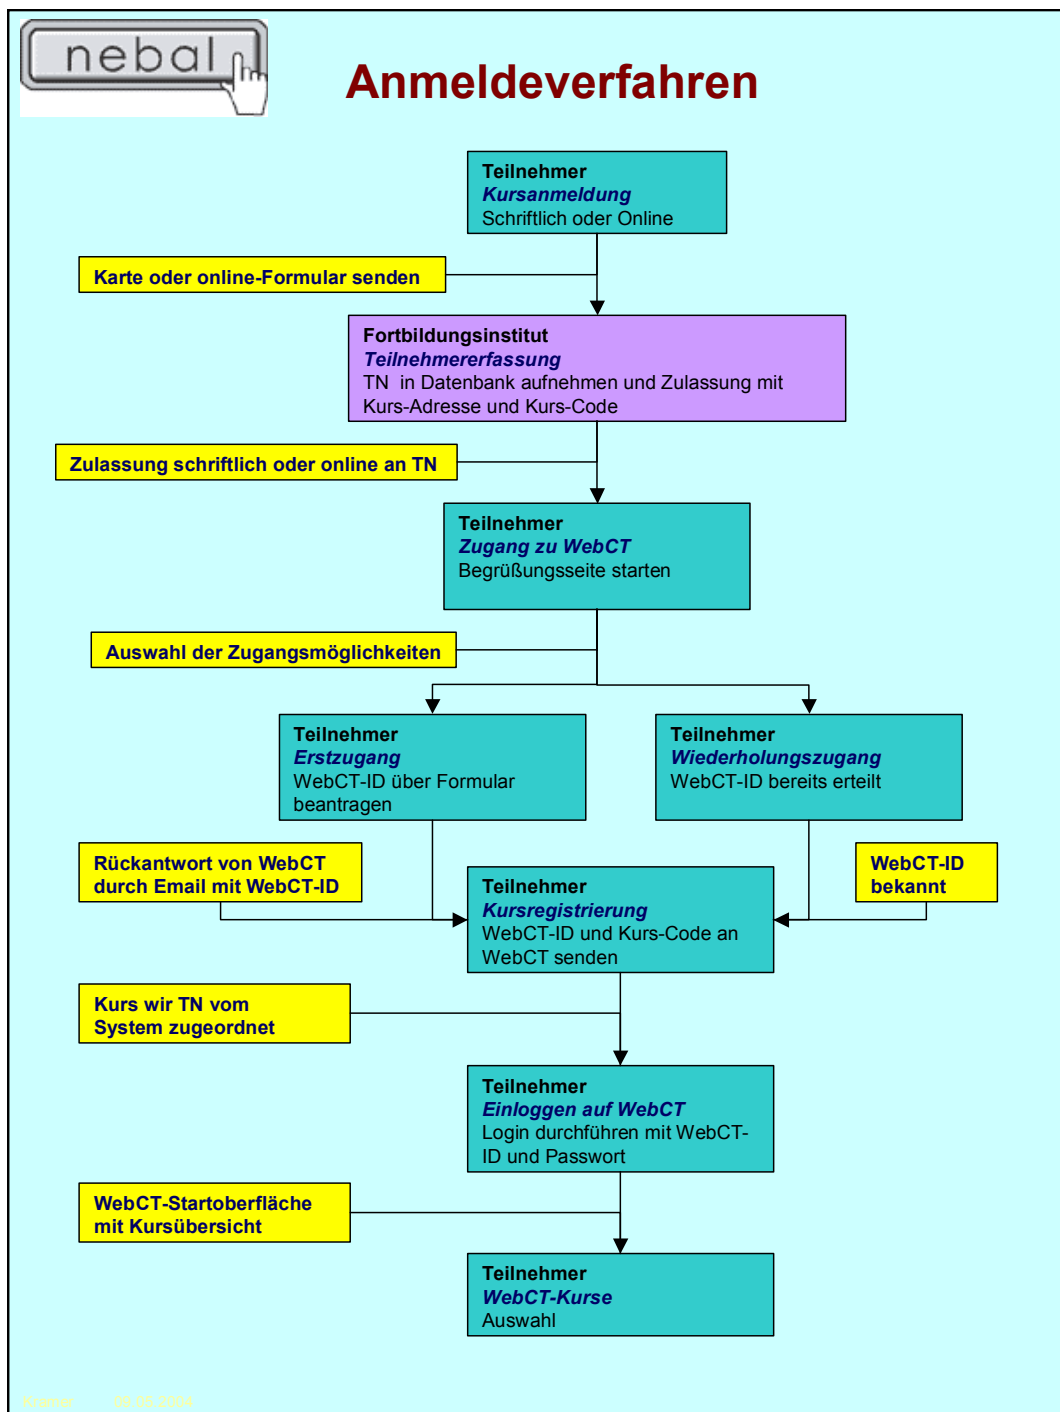 nebal
Anmeldeverfahren
Teilnehmer
Kursanmeldung
Schriftlich oder Online
Karte oder online-Formular senden
Fortbildungsinstitut
Teilnehmererfassung
TN in Datenbank aufnehmen und Zulassung mit
Kurs-Adresse und Kurs-Code
Zulassung schriftlich oder online an TN
Teilnehmer
Zugang zu WebCT
Begrüßungsseite starten
Auswahl der Zugangsmöglichkeiten
Teilnehmer
Erstzugang
WebCT-ID über Formular
beantragen
Teilnehmer
Wiederholungszugang
WebCT-ID bereits erteilt
Rückantwort von WebCT
durch Email mit WebCT-ID
WebCT-ID
bekannt
Teilnehmer
Kursregistrierung
WebCT-ID und Kurs-Code an
WebCT senden
Kurs wir TN vom
System zugeordnet
Teilnehmer
Einloggen auf WebCT
Login durchführen mit WebCT-
ID und Passwort
WebCT-Startoberfläche
mit Kursübersicht
Teilnehmer
WebCT-Kurse
Auswahl